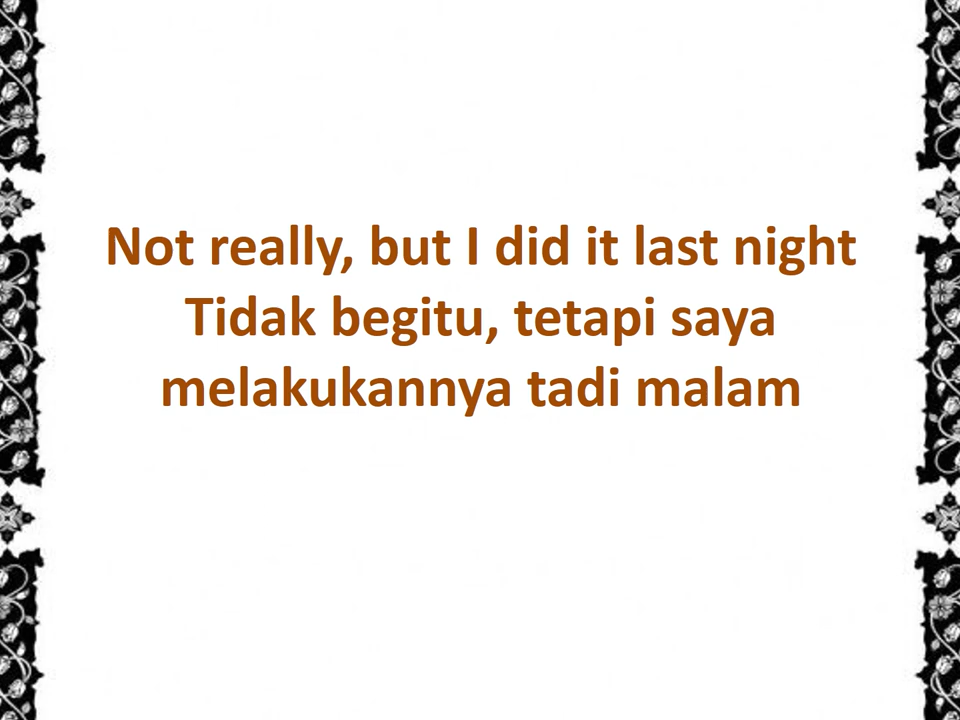 Not really, but I did it last night
Tidak begitu, tetapi saya
melakukannya tadi malam